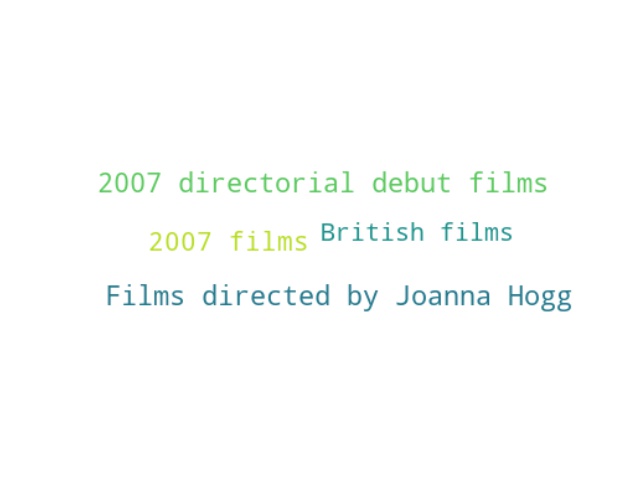 2007 directorial debut films
2007 films British films
Films directed by Joanna Hogg